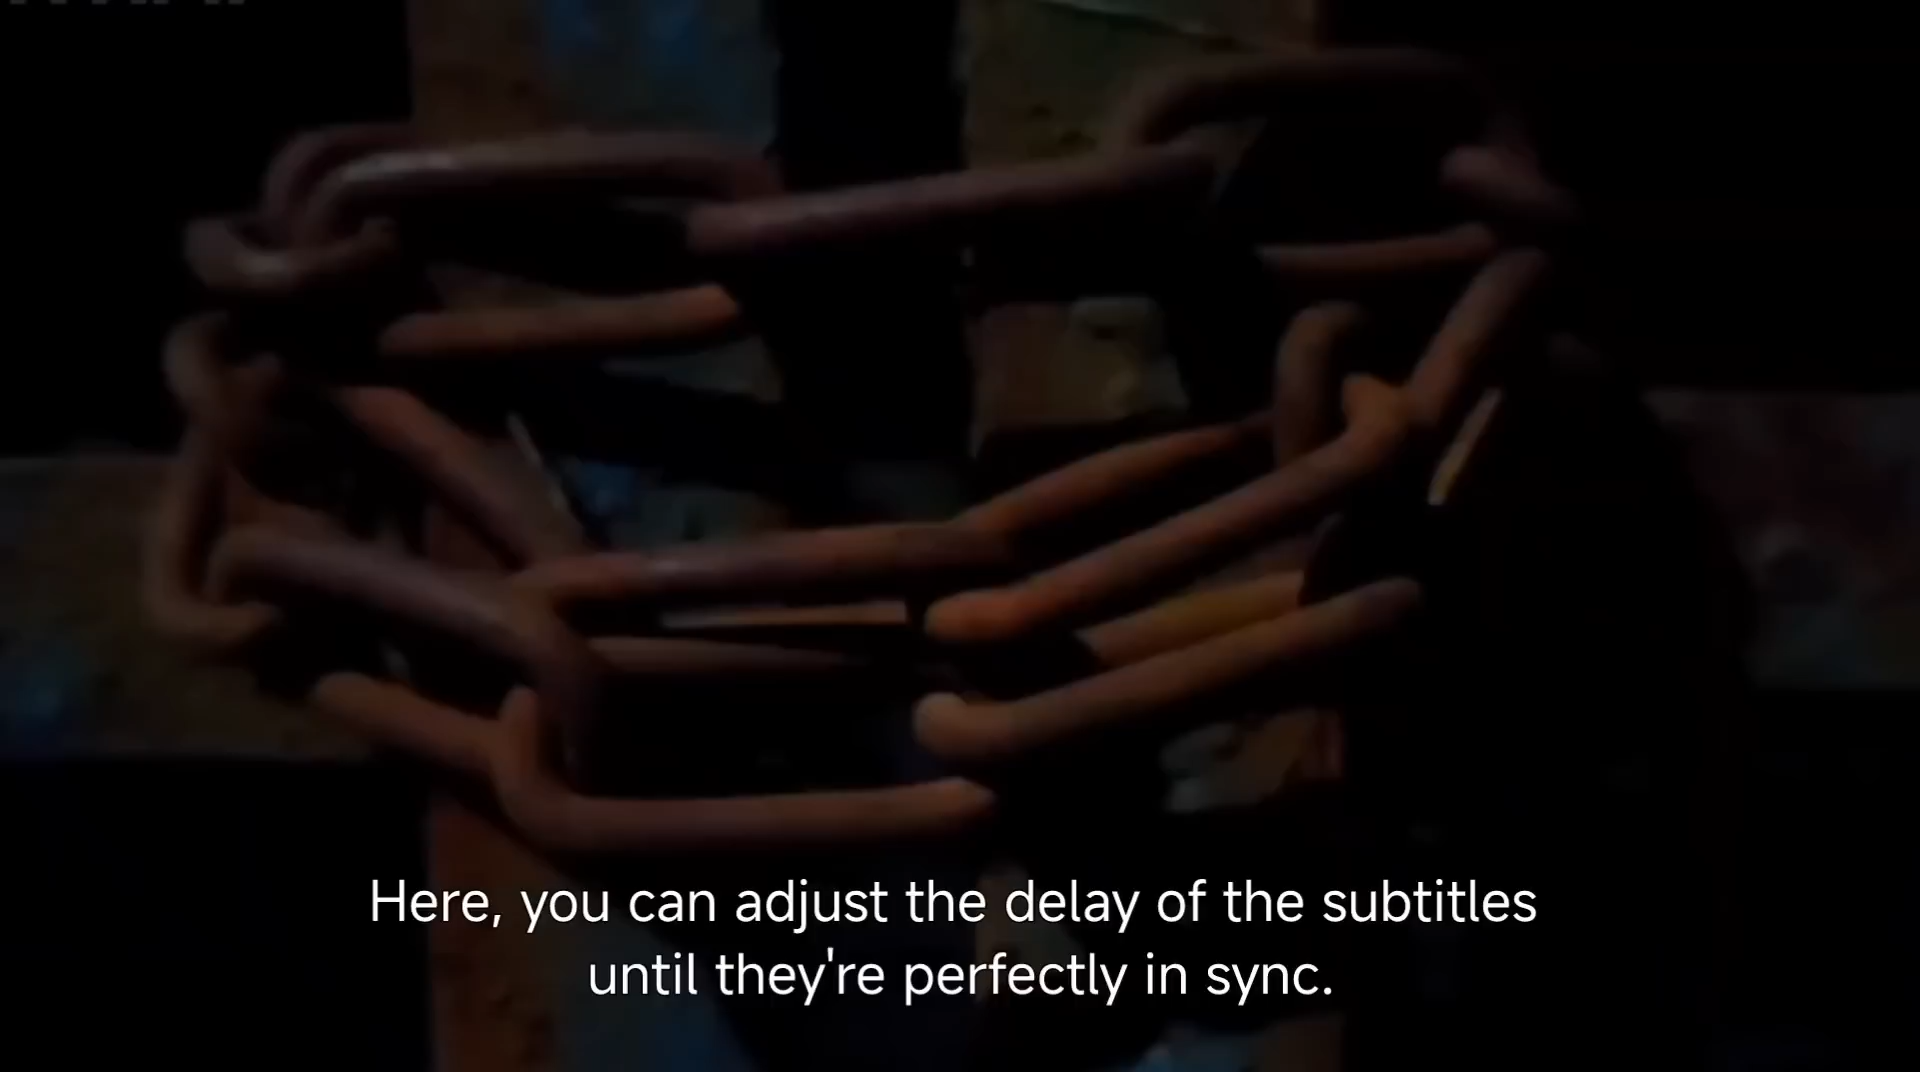 Here, you can adjust the delay of the subtitles
until they're perfectly in sync.